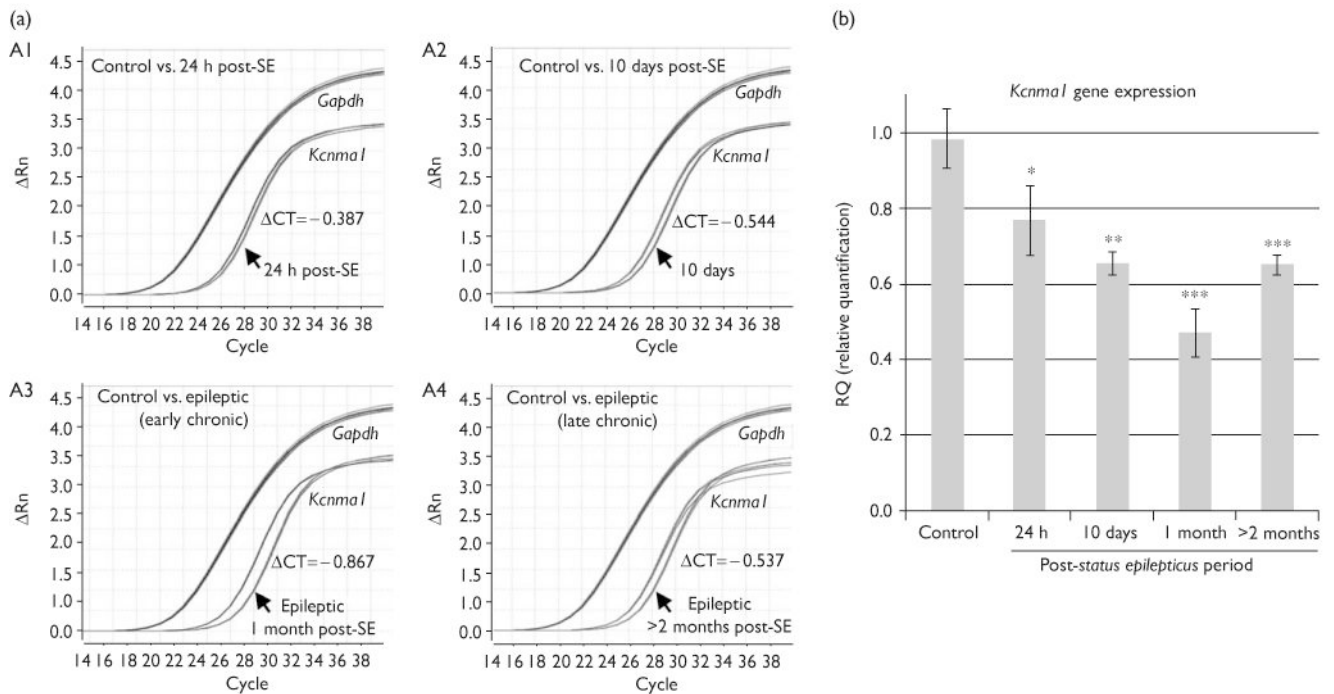 (a)
A1
Control vs. 24 h post-SE
4.5
4.0
3.5
3.0
2.5
2.0
1.5
1.0
0.0
ΔRn
Gapdh
Kcnma1
ΔCT=−0.387
24 h post-SE
14 16 18 20 22 24 26 28 30 32 34 36 38
Cycle
A2
Control vs. 10 days post-SE
4.5
4.0
3.5
3.0
2.5
2.0
1.5
1.0
0.0
ΔRn
Gapdh
Kcnma1
ΔCT=−0.544
10 days
14 16 18 20 22 24 26 28 30 32 34 36 38
Cycle
A3
Control vs. epileptic
(early chronic)
4.5
4.0
3.5
3.0
2.5
2.0
1.5
1.0
0.0
ΔRn
Gapdh
Kcnma1
ΔCT=−0.867
Epileptic
1 month post-SE
14 16 18 20 22 24 26 28 30 32 34 36 38
Cycle
A4
Control vs. epileptic
(late chronic)
4.5
4.0
3.5
3.0
2.5
2.0
1.5
1.0
0.0
ΔRn
Gapdh
Kcnma1
ΔCT=−0.537
Epileptic
>2 months post-SE
14 16 18 20 22 24 26 28 30 32 34 36 38
Cycle
(b)
Kcnma1 gene expression
1.0
0.8
0.6
0.4
0.2
0.0
RQ (relative quantification)
*
**
***
***
Control
24 h
10 days
1 month
>2 months
Post-status epilepticus period